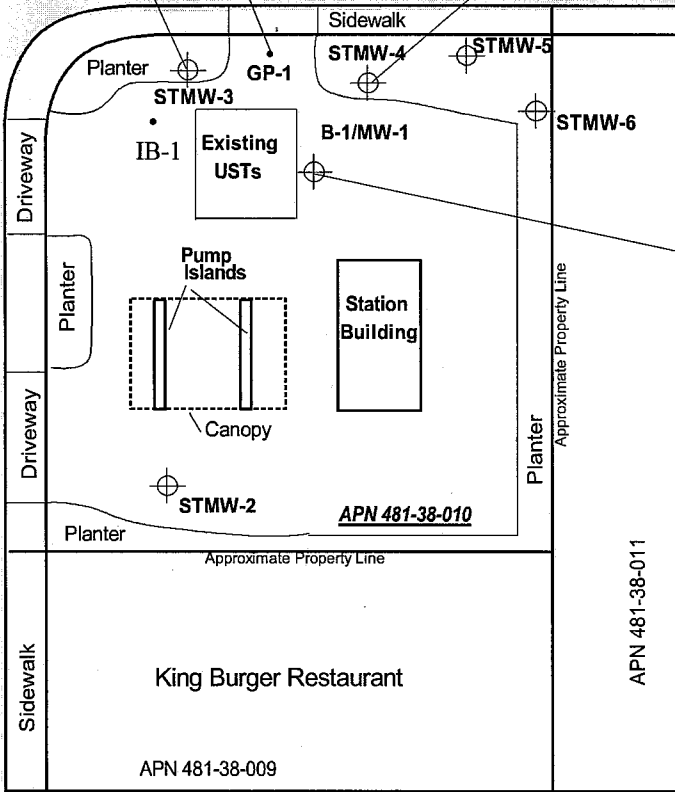 Sidewalk
Planter
GP-1
STMW-4
STMW-5
STMW-3
IB-1
Existing
USTs
B-1/MW-1
STMW-6
Driveway
Planter
Pump
Islands
Station
Building
Approximate Property Line
Driveway
Canopy
Planter
STMW-2
APN 481-38-010
Planter
Approximate Property Line
Sidewalk
King Burger Restaurant
APN 481-38-011
APN 481-38-009